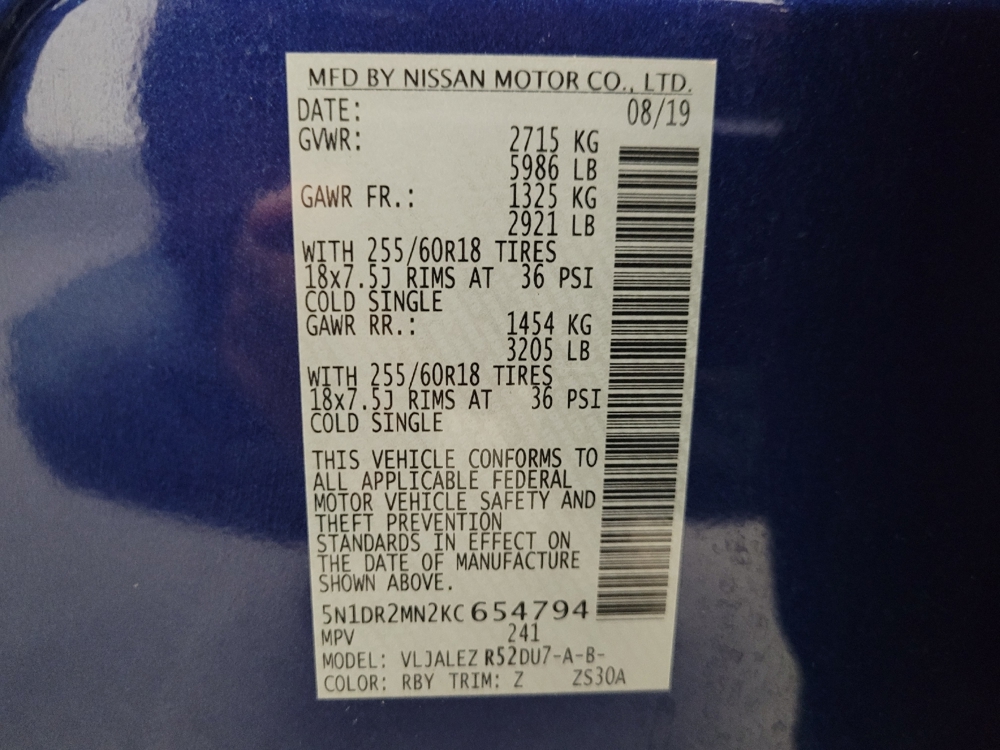 MFD BY NISSAN MOTOR CO., LTD.
DATE: 08/19
GVWR: 2715 KG
5986 LB
GAWR FR.: 1325 KG
2921 LB
WITH 255/60R18 TIRES
18x7.5J RIMS AT 36 PSI
COLD SINGLE
GAWR RR.: 1454 KG
3205 LB
WITH 255/60R18 TIRES
18x7.5J RIMS AT 36 PSI
COLD SINGLE
THIS VEHICLE CONFORMS TO
ALL APPLICABLE FEDERAL
MOTOR VEHICLE SAFETY AND
THEFT PREVENTION
STANDARDS IN EFFECT ON
THE DATE OF MANUFACTURE
SHOWN ABOVE.
5N1DR2MN2KC654794
MPV 241
MODEL: VLJALEZ R52DU7-A-B-
COLOR: RBY TRIM: Z ZS30A